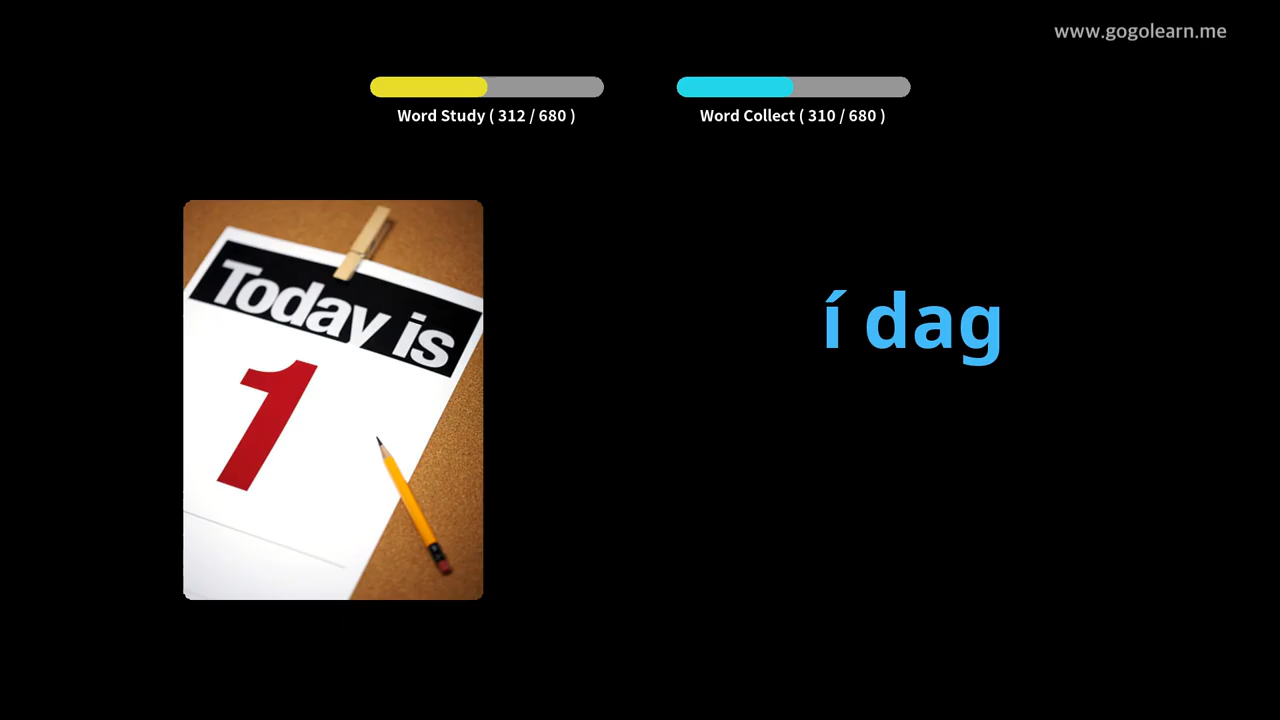 www.gogolearn.me
Word Study ( 312 / 680 )
Word Collect ( 310 / 680 )
Today is
1
í dag